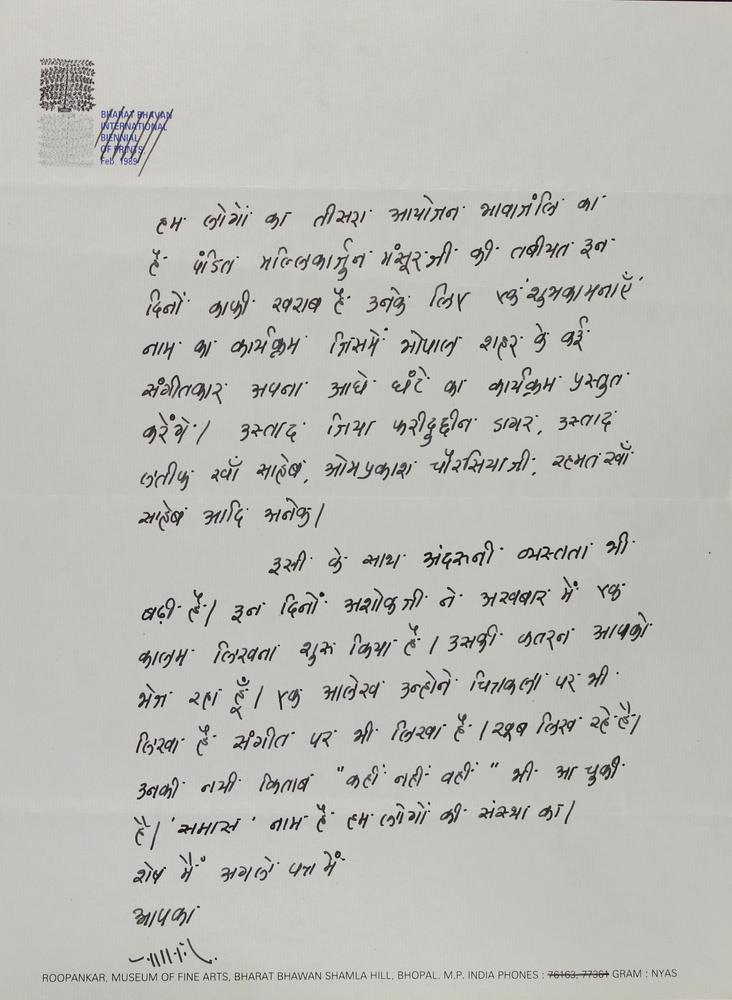 BHARAT BHAVAN
INTERNATIONAL
BIENNIAL
OF PRINTS
Feb. 1989
हम लोगों का तीसरा आयोजन भावांजलि का
है पंडित मल्लिकार्जुन मंसूर जी की तबीयत इन
दिनों काफी खराब है उनके लिए एक शुभकामनाएँ
नाम का कार्यक्रम जिसमें भोपाल शहर के कई
संगीतकार अपना आधे घंटे का कार्यक्रम प्रस्तुत
करेंगे। उस्ताद जिया फरीदुद्दीन डागर, उस्ताद
लतीफ खाँ साहेब, ओमप्रकाश चौरसिया जी, रहमत खाँ
साहेब आदि अनेक।
इसी के साथ अंदरूनी व्यस्तता भी
बढ़ी है। इन दिनों अशोक जी ने अखबार में एक
कालम लिखना शुरू किया है। उसकी कतरन आपको
भेज रहा हूँ। एक आलेख उन्होने चित्रकला पर भी
लिखा है संगीत पर भी लिखा है। खूब लिख रहे है।
उनकी नयी किताब "कहीं नहीं वहीं" भी आ चुकी
है। 'समास' नाम है हम लोगों की संस्था का।
शेष मैं अगले पत्र में
आपका
ROOPANKAR, MUSEUM OF FINE ARTS, BHARAT BHAWAN SHAMLA HILL, BHOPAL. M.P. INDIA PHONES : 76163, 77361 GRAM : NYAS